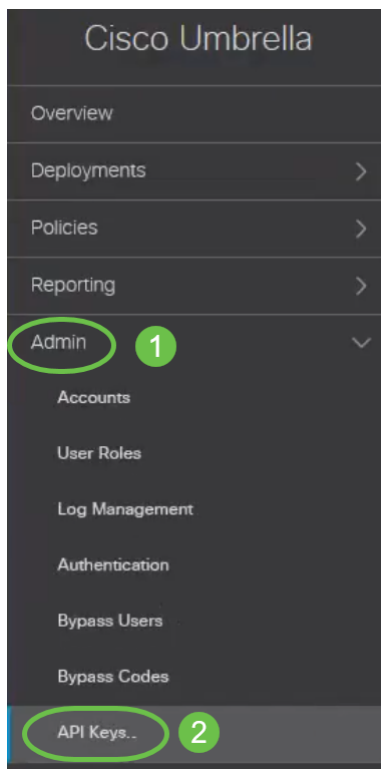 Cisco Umbrella
Overview
Deployments
Policies
Reporting
Admin 1
Accounts
User Roles
Log Management
Authentication
Bypass Users
Bypass Codes
API Keys.. 2